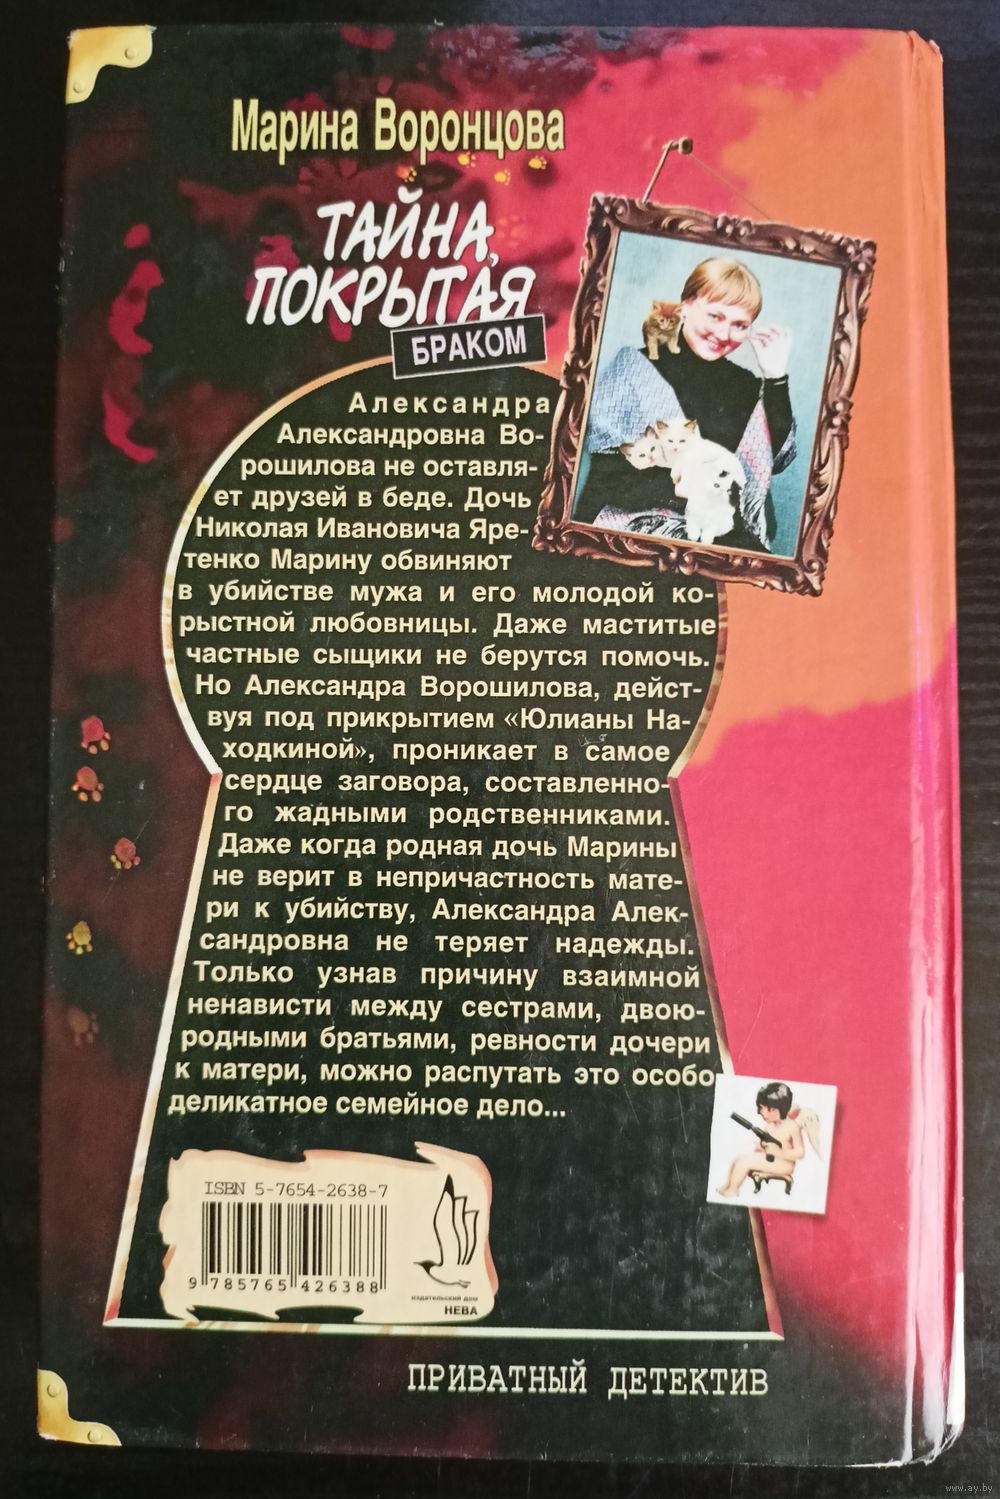 Марина Воронцова
ТАЙНА,
ПОКРЫТАЯ
БРАКОМ
Александра
Александровна Во-
рошилова не оставля-
ет друзей в беде. Дочь
Николая Ивановича Яре-
тенко Марину обвиняют
в убийстве мужа и его молодой ко-
рыстной любовницы. Даже маститые
частные сыщики не берутся помочь.
Но Александра Ворошилова, дейст-
вуя под прикрытием «Юлианы На-
ходкиной», проникает в самое
сердце заговора, составленно-
го жадными родственниками.
Даже когда родная дочь Марины
не верит в непричастность мате-
ри к убийству, Александра Алек-
сандровна не теряет надежды.
Только узнав причину взаимной
ненависти между сестрами, двою-
родными братьями, ревности дочери
к матери, можно распутать это особо
деликатное семейное дело...
ISBN 5-7654-2638-7
9 785765 426388
издательский дом
НЕВА
ПРИВАТНЫЙ ДЕТЕКТИВ
www.ay.by